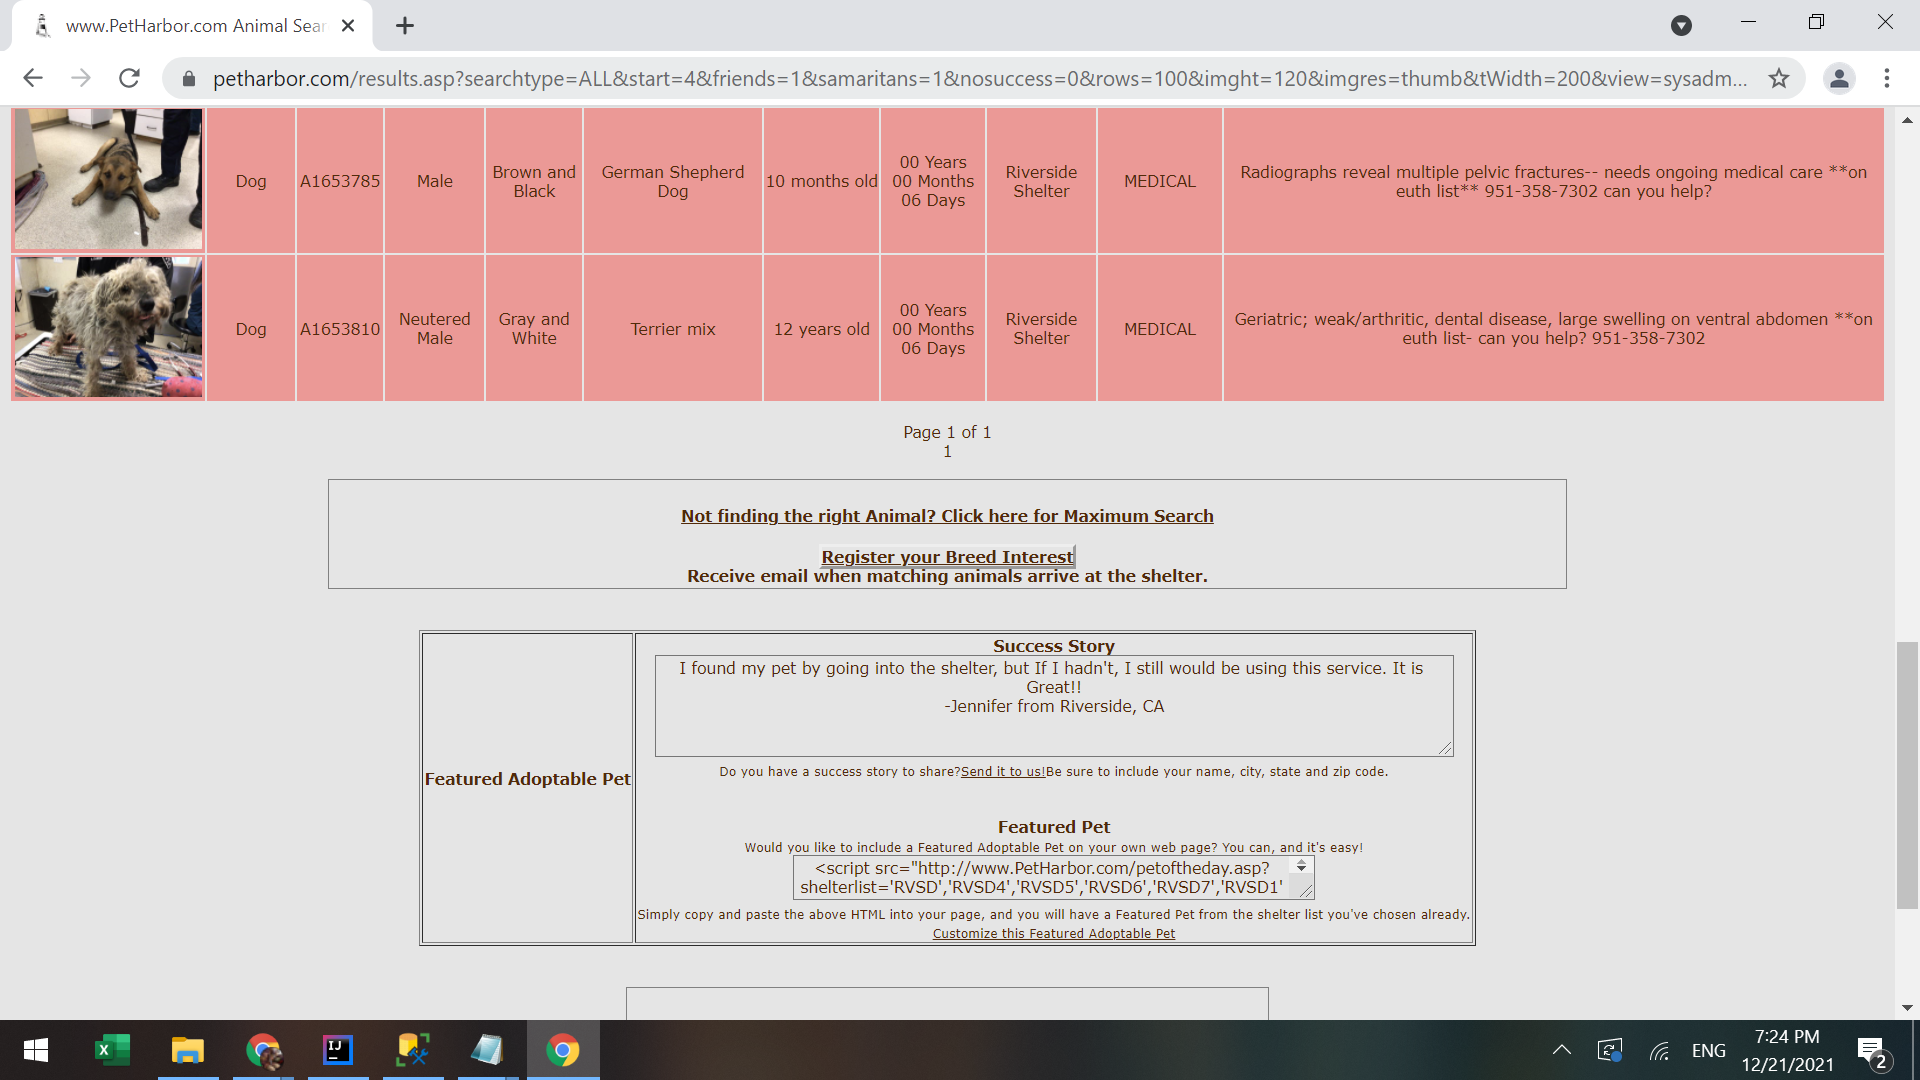 www.PetHarbor.com Animal Sear
petharbor.com/results.asp?searchtype=ALL&start=4&friends=1&samaritans=1&nosuccess=0&rows=100&imght=120&imgres=thumb&tWidth=200&view=sysadm...
Dog
A1653785
Male
Brown and
Black
German Shepherd
Dog
10 months old
00 Years
00 Months
06 Days
Riverside
Shelter
MEDICAL
Radiographs reveal multiple pelvic fractures-- needs ongoing medical care **on
euth list** 951-358-7302 can you help?
Dog
A1653810
Neutered
Male
Gray and
White
Terrier mix
12 years old
00 Years
00 Months
06 Days
Riverside
Shelter
MEDICAL
Geriatric; weak/arthritic, dental disease, large swelling on ventral abdomen **on
euth list- can you help? 951-358-7302
Page 1 of 1
1
Not finding the right Animal? Click here for Maximum Search
Register your Breed Interest
Receive email when matching animals arrive at the shelter.
Featured Adoptable Pet
Success Story
I found my pet by going into the shelter, but If I hadn't, I still would be using this service. It is
Great!!
-Jennifer from Riverside, CA
Do you have a success story to share?Send it to us!Be sure to include your name, city, state and zip code.
Featured Pet
Would you like to include a Featured Adoptable Pet on your own web page? You can, and it's easy!
<script src="http://www.PetHarbor.com/petoftheday.asp?
shelterlist='RVSD','RVSD4','RVSD5','RVSD6','RVSD7','RVSD1'
Simply copy and paste the above HTML into your page, and you will have a Featured Pet from the shelter list you've chosen already.
Customize this Featured Adoptable Pet
IJ
ENG
7:24 PM
12/21/2021
2